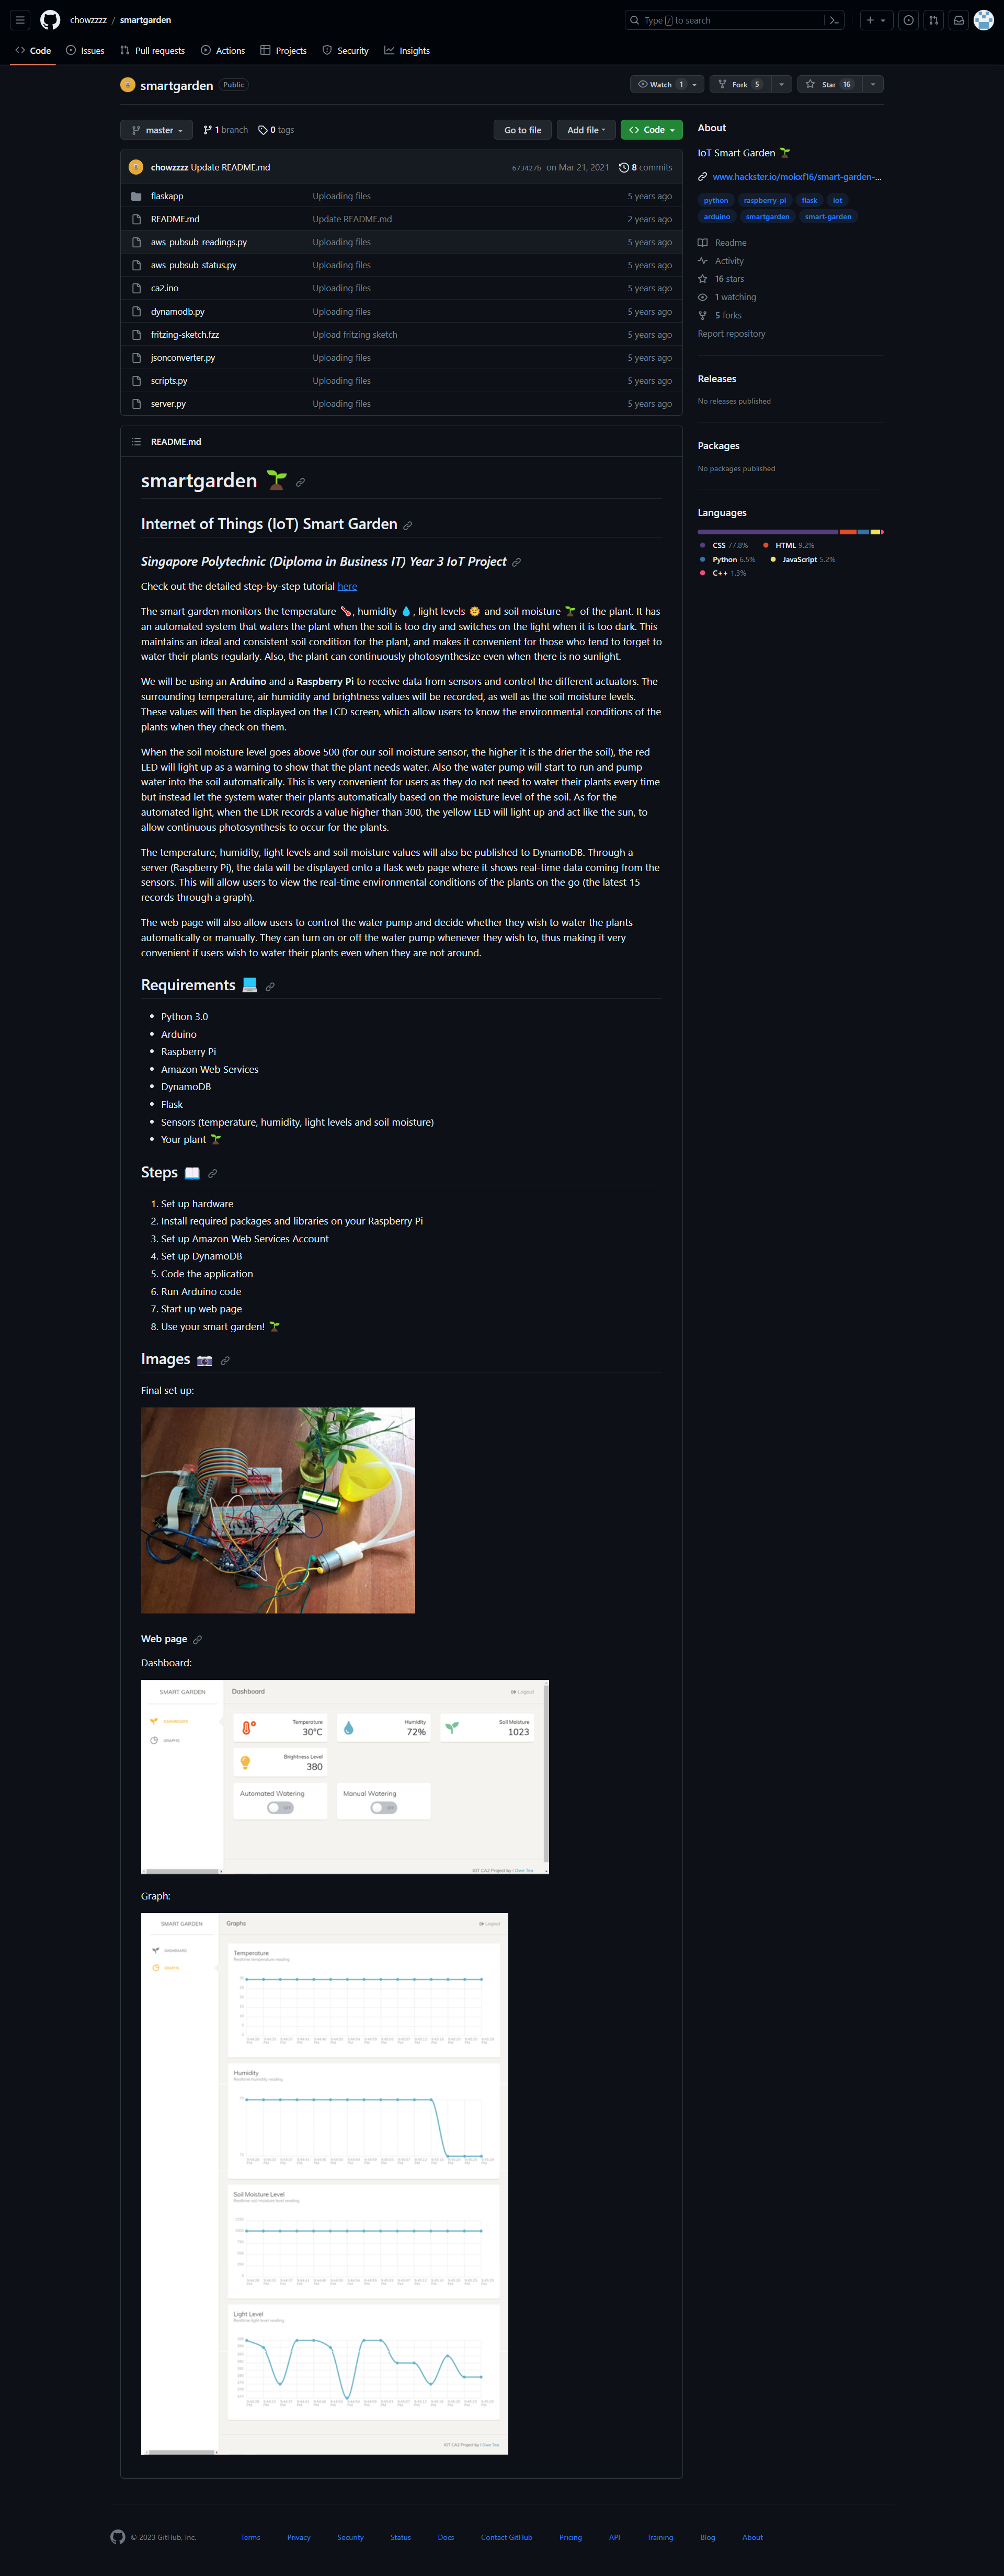 chowzzzz / smartgarden
Type / to search
Code Issues Pull requests Actions Projects Security Insights
smartgarden Public
Watch 1 Fork 5 Star 16
master 1 branch 0 tags Go to file Add file Code
chowzzzz Update README.md 673427b on Mar 21, 2021 8 commits
flaskapp Uploading files 5 years ago
README.md Update README.md 2 years ago
aws_pubsub_readings.py Uploading files 5 years ago
aws_pubsub_status.py Uploading files 5 years ago
ca2.ino Uploading files 5 years ago
dynamodb.py Uploading files 5 years ago
fritzing-sketch.fzz Upload fritzing sketch 5 years ago
jsonconverter.py Uploading files 5 years ago
scripts.py Uploading files 5 years ago
server.py Uploading files 5 years ago
About
IoT Smart Garden 🌱
www.hackster.io/mokxf16/smart-garden-...
python raspberry-pi flask iot
arduino smartgarden smart-garden
Readme
Activity
16 stars
1 watching
5 forks
Report repository
Releases
No releases published
Packages
No packages published
Languages
CSS 77.8% HTML 9.2%
Python 6.5% JavaScript 5.2%
C++ 1.3%
README.md
smartgarden 🌱
Internet of Things (IoT) Smart Garden
Singapore Polytechnic (Diploma in Business IT) Year 3 IoT Project
Check out the detailed step-by-step tutorial here
The smart garden monitors the temperature 🌡️, humidity 💧, light levels 🌞 and soil moisture 🌱 of the plant. It has
an automated system that waters the plant when the soil is too dry and switches on the light when it is too dark. This
maintains an ideal and consistent soil condition for the plant, and makes it convenient for those who tend to forget to
water their plants regularly. Also, the plant can continuously photosynthesize even when there is no sunlight.
We will be using an Arduino and a Raspberry Pi to receive data from sensors and control the different actuators. The
surrounding temperature, air humidity and brightness values will be recorded, as well as the soil moisture levels.
These values will then be displayed on the LCD screen, which allow users to know the environmental conditions of the
plants when they check on them.
When the soil moisture level goes above 500 (for our soil moisture sensor, the higher it is the drier the soil), the red
LED will light up as a warning to show that the plant needs water. Also the water pump will start to run and pump
water into the soil automatically. This is very convenient for users as they do not need to water their plants every time
but instead let the system water their plants automatically based on the moisture level of the soil. As for the
automated light, when the LDR records a value higher than 300, the yellow LED will light up and act like the sun, to
allow continuous photosynthesis to occur for the plants.
The temperature, humidity, light levels and soil moisture values will also be published to DynamoDB. Through a
server (Raspberry Pi), the data will be displayed onto a flask web page where it shows real-time data coming from the
sensors. This will allow users to view the real-time environmental conditions of the plants on the go (the latest 15
records through a graph).
The web page will also allow users to control the water pump and decide whether they wish to water the plants
automatically or manually. They can turn on or off the water pump whenever they wish to, thus making it very
convenient if users wish to water their plants even when they are not around.
Requirements 💻
Python 3.0
Arduino
Raspberry Pi
Amazon Web Services
DynamoDB
Flask
Sensors (temperature, humidity, light levels and soil moisture)
Your plant 🌱
Steps 📖
1. Set up hardware
2. Install required packages and libraries on your Raspberry Pi
3. Set up Amazon Web Services Account
4. Set up DynamoDB
5. Code the application
6. Run Arduino code
7. Start up web page
8. Use your smart garden! 🌱
Images 📷
Final set up:
Web page
Dashboard:
SMART GARDEN Dashboard Logout
DASHBOARD
GRAPHS
Temperature 30°C
Humidity 72%
Soil Moisture 1023
Brightness Level 380
Automated Watering OFF
Manual Watering OFF
Graph:
SMART GARDEN Graphs Logout
DASHBOARD
GRAPHS
Temperature
Realtime temperature reading
Humidity
Realtime humidity reading
Soil Moisture Level
Realtime soil moisture level reading
Light Level
Realtime light level reading
© 2023 GitHub, Inc. Terms Privacy Security Status Docs Contact GitHub Pricing API Training Blog About